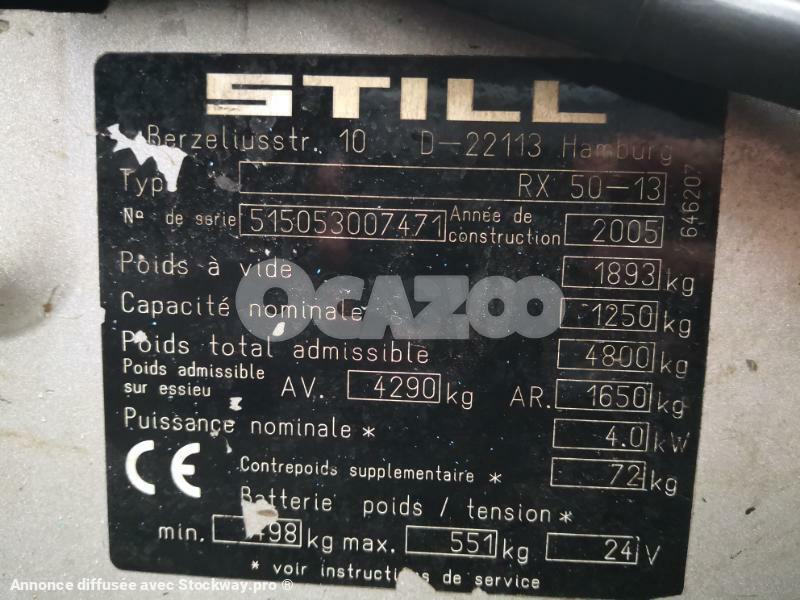 STILL
Berzeliusstr. 10 D-22113 Hamburg
Typ RX 50-13
646207
Nº de serie 515053007471 Année de construction 2005
Poids à vide 1893 kg
OCAZOO
Capacité nominale 1250 kg
Poids total admissible 4800 kg
Poids admissible sur essieu AV. 4290 kg AR. 1650 kg
Puissance nominale * 4.0 kW
CE
Contrepoids supplementaire * 72 kg
Batterie poids / tension *
min. kg max. 551 kg 24 V
* voir instructions de service
Annonce diffusée avec Stockway.pro ®